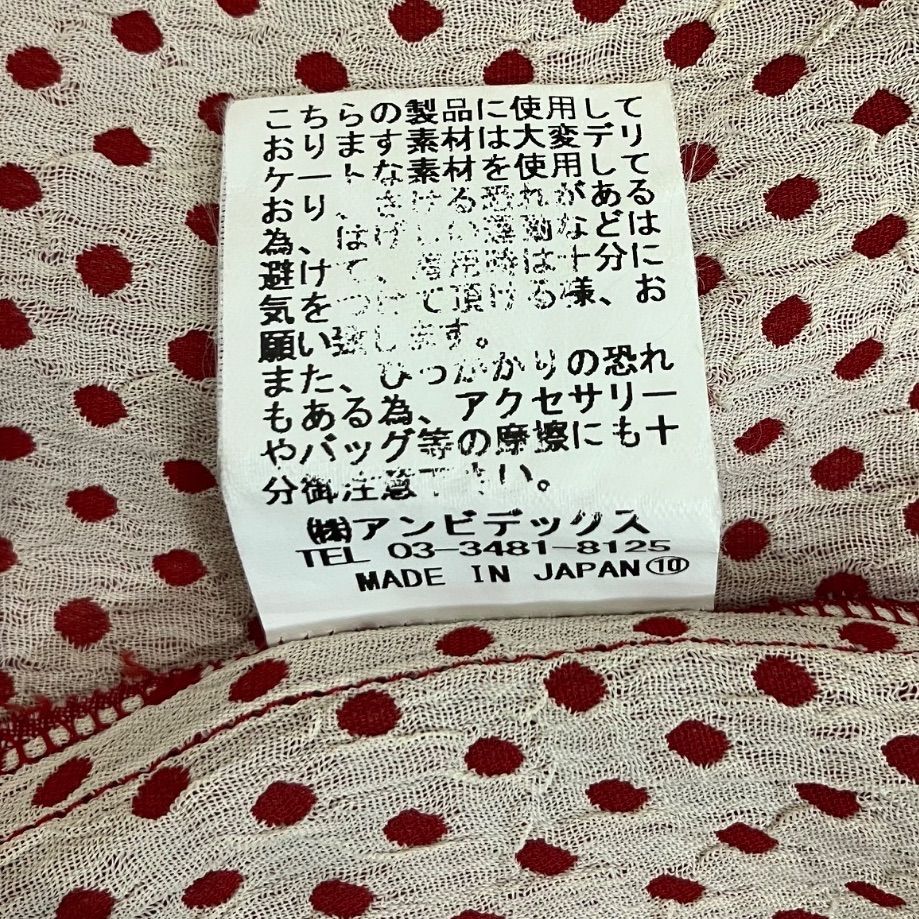 こちらの製品に使用して
おります素材は大変デリ
ケートな素材を使用して
おり、さける恐れがある
為、はげしい運動などは
避けて、着用時は十分に
気をつけて頂ける様、お
願い致します。
また、ひっかかりの恐れ
もある為、アクセサリー
やバッグ等の摩擦にも十
分御注意下さい。
㈱アンビデックス
TEL 03-3481-8125
MADE IN JAPAN⑩